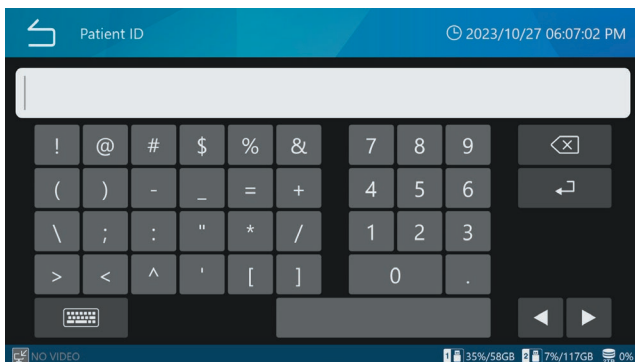 Patient ID 2023/10/27 06:07:02 PM
! @ # $ % & 7 8 9
( ) - _ = + 4 5 6
\ ; : " * / 1 2 3
> < ^ ' [ ] 0 .
NO VIDEO 1 35%/58GB 2 7%/117GB 0%